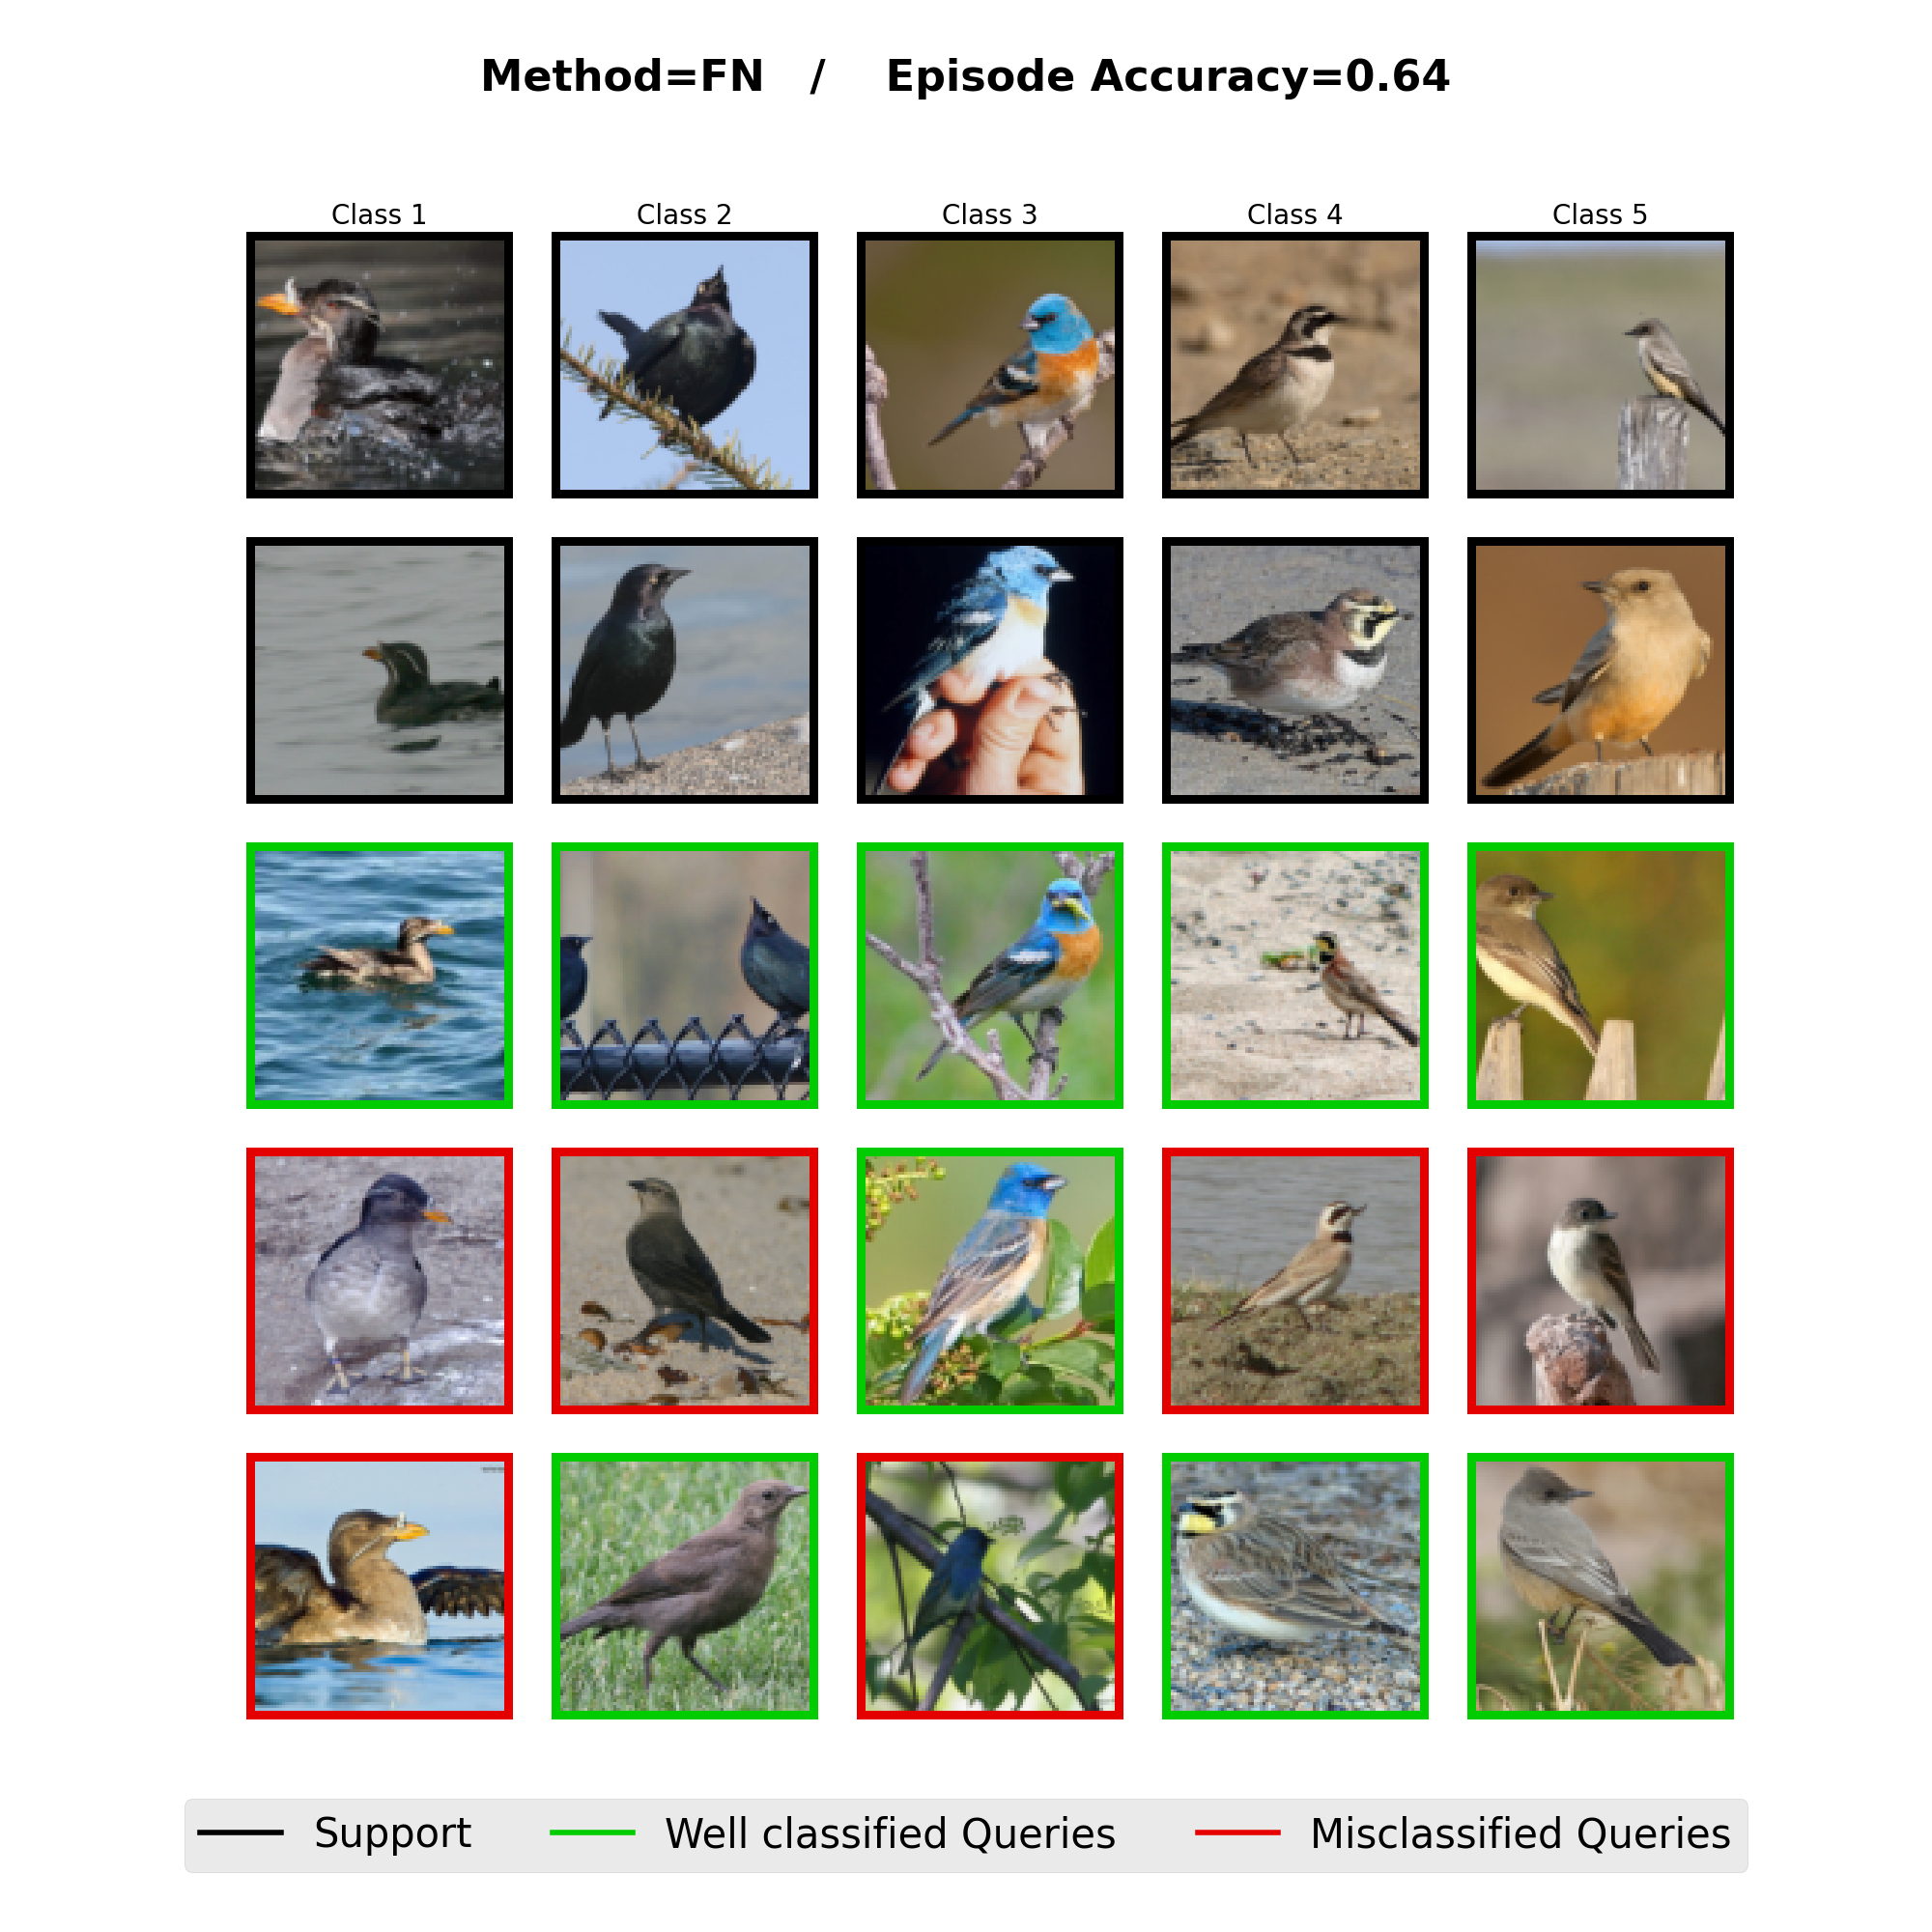 Method=FN / Episode Accuracy=0.64
Class 1 Class 2 Class 3 Class 4 Class 5
Support Well classified Queries Misclassified Queries